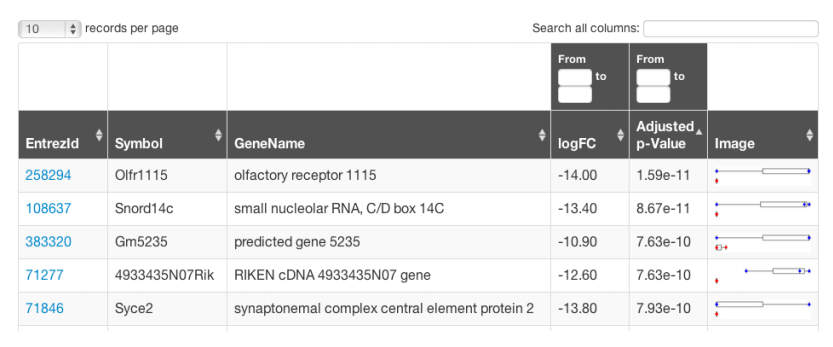 10 records per page Search all columns:
From From
to to
EntrezId Symbol GeneName logFC Adjusted p-Value Image
258294 Olfr1115 olfactory receptor 1115 -14.00 1.59e-11
108637 Snord14c small nucleolar RNA, C/D box 14C -13.40 8.67e-11
383320 Gm5235 predicted gene 5235 -10.90 7.63e-10
71277 4933435N07Rik RIKEN cDNA 4933435N07 gene -12.60 7.63e-10
71846 Syce2 synaptonemal complex central element protein 2 -13.80 7.93e-10